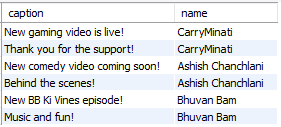 caption name
New gaming video is live! CarryMinati
Thank you for the support! CarryMinati
New comedy video coming soon! Ashish Chanchlani
Behind the scenes! Ashish Chanchlani
New BB Ki Vines episode! Bhuvan Bam
Music and fun! Bhuvan Bam